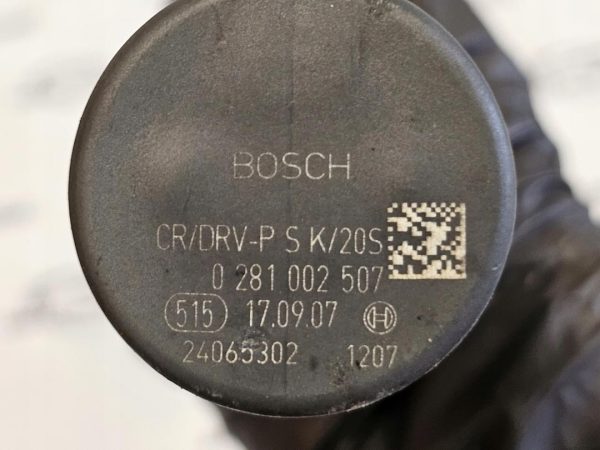 BOSCH
CR/DRV-P S K/20S
0 281 002 507
515 17.09.07
24065302 1207